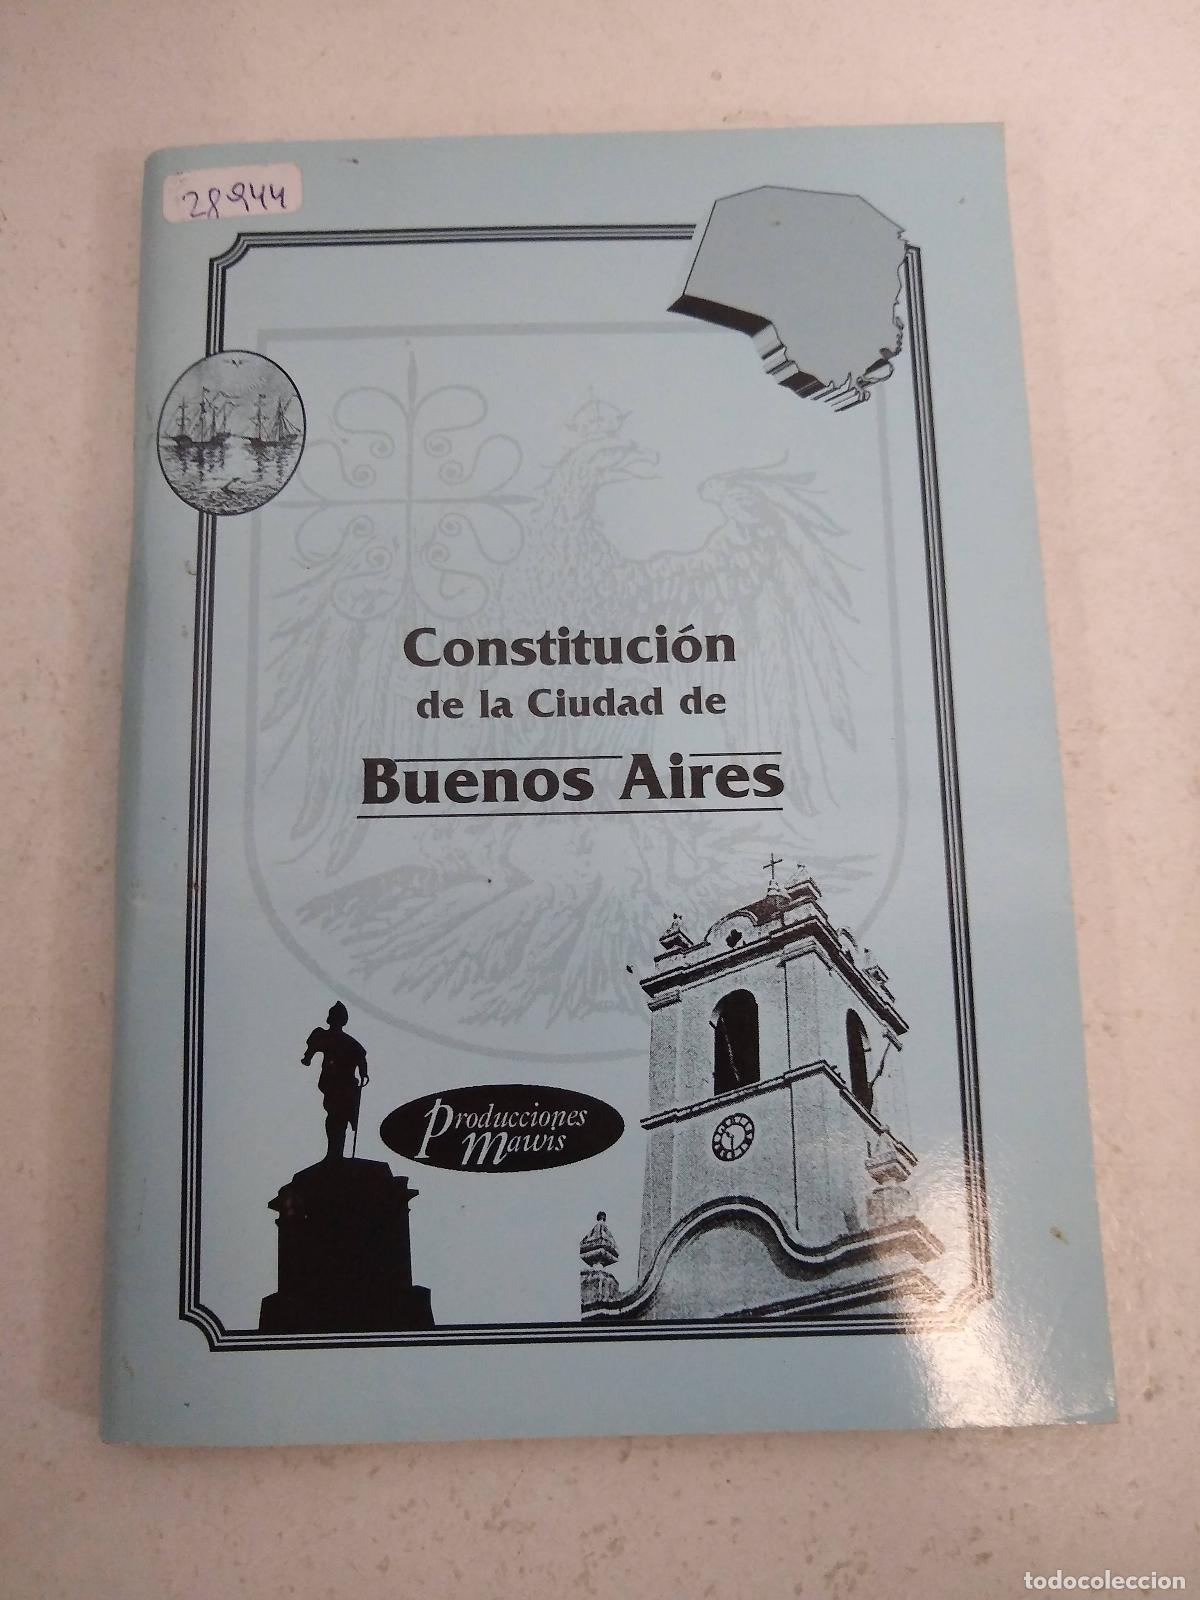 28944
Constitución
de la Ciudad de
Buenos Aires
Producciones
mawis
todocoleccion